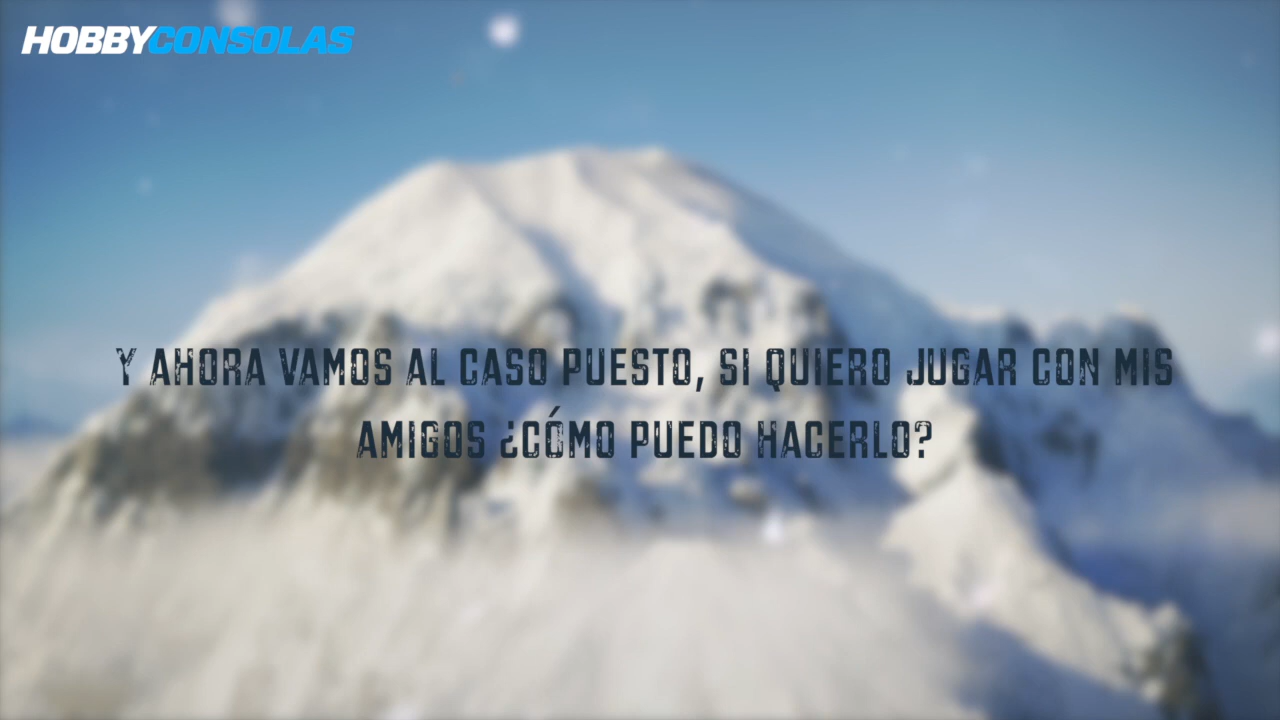 HOBBYCONSOLAS
Y AHORA VAMOS AL CASO PUESTO, SI QUIERO JUGAR CON MIS
AMIGOS ¿CÓMO PUEDO HACERLO?